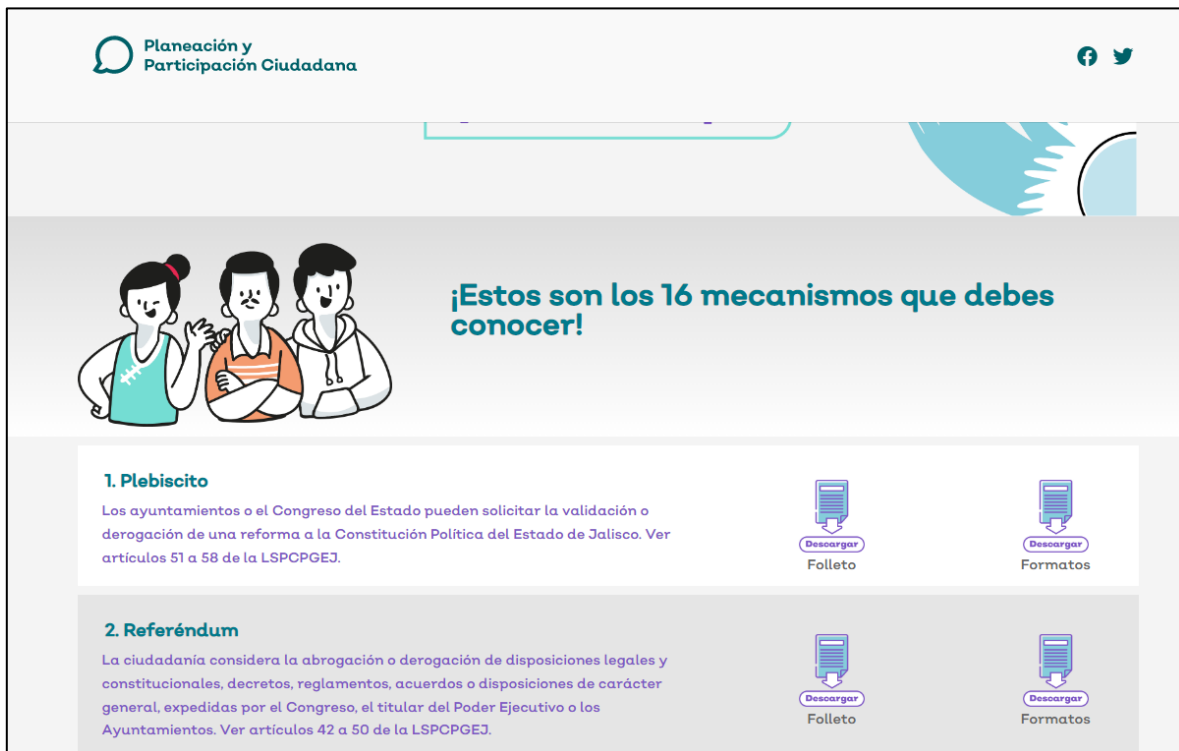 Planeación y
Participación Ciudadana
¡Estos son los 16 mecanismos que debes
conocer!
1. Plebiscito
Los ayuntamientos o el Congreso del Estado pueden solicitar la validación o
derogación de una reforma a la Constitución Política del Estado de Jalisco. Ver
artículos 51 a 58 de la LSPCPGEJ.
Descargar
Folleto
Descargar
Formatos
2. Referéndum
La ciudadanía considera la abrogación o derogación de disposiciones legales y
constitucionales, decretos, reglamentos, acuerdos o disposiciones de carácter
general, expedidas por el Congreso, el titular del Poder Ejecutivo o los
Ayuntamientos. Ver artículos 42 a 50 de la LSPCPGEJ.
Descargar
Folleto
Descargar
Formatos